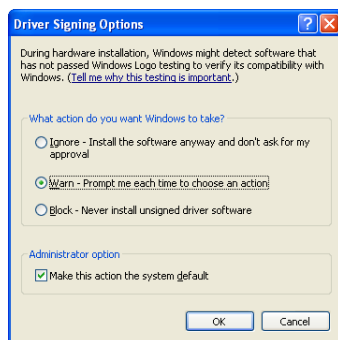 Driver Signing Options
During hardware installation, Windows might detect software that
has not passed Windows Logo testing to verify its compatibility with
Windows. (Tell me why this testing is important.)
What action do you want Windows to take?
Ignore - Install the software anyway and don't ask for my
approval
Warn - Prompt me each time to choose an action
Block - Never install unsigned driver software
Administrator option
Make this action the system default
OK Cancel